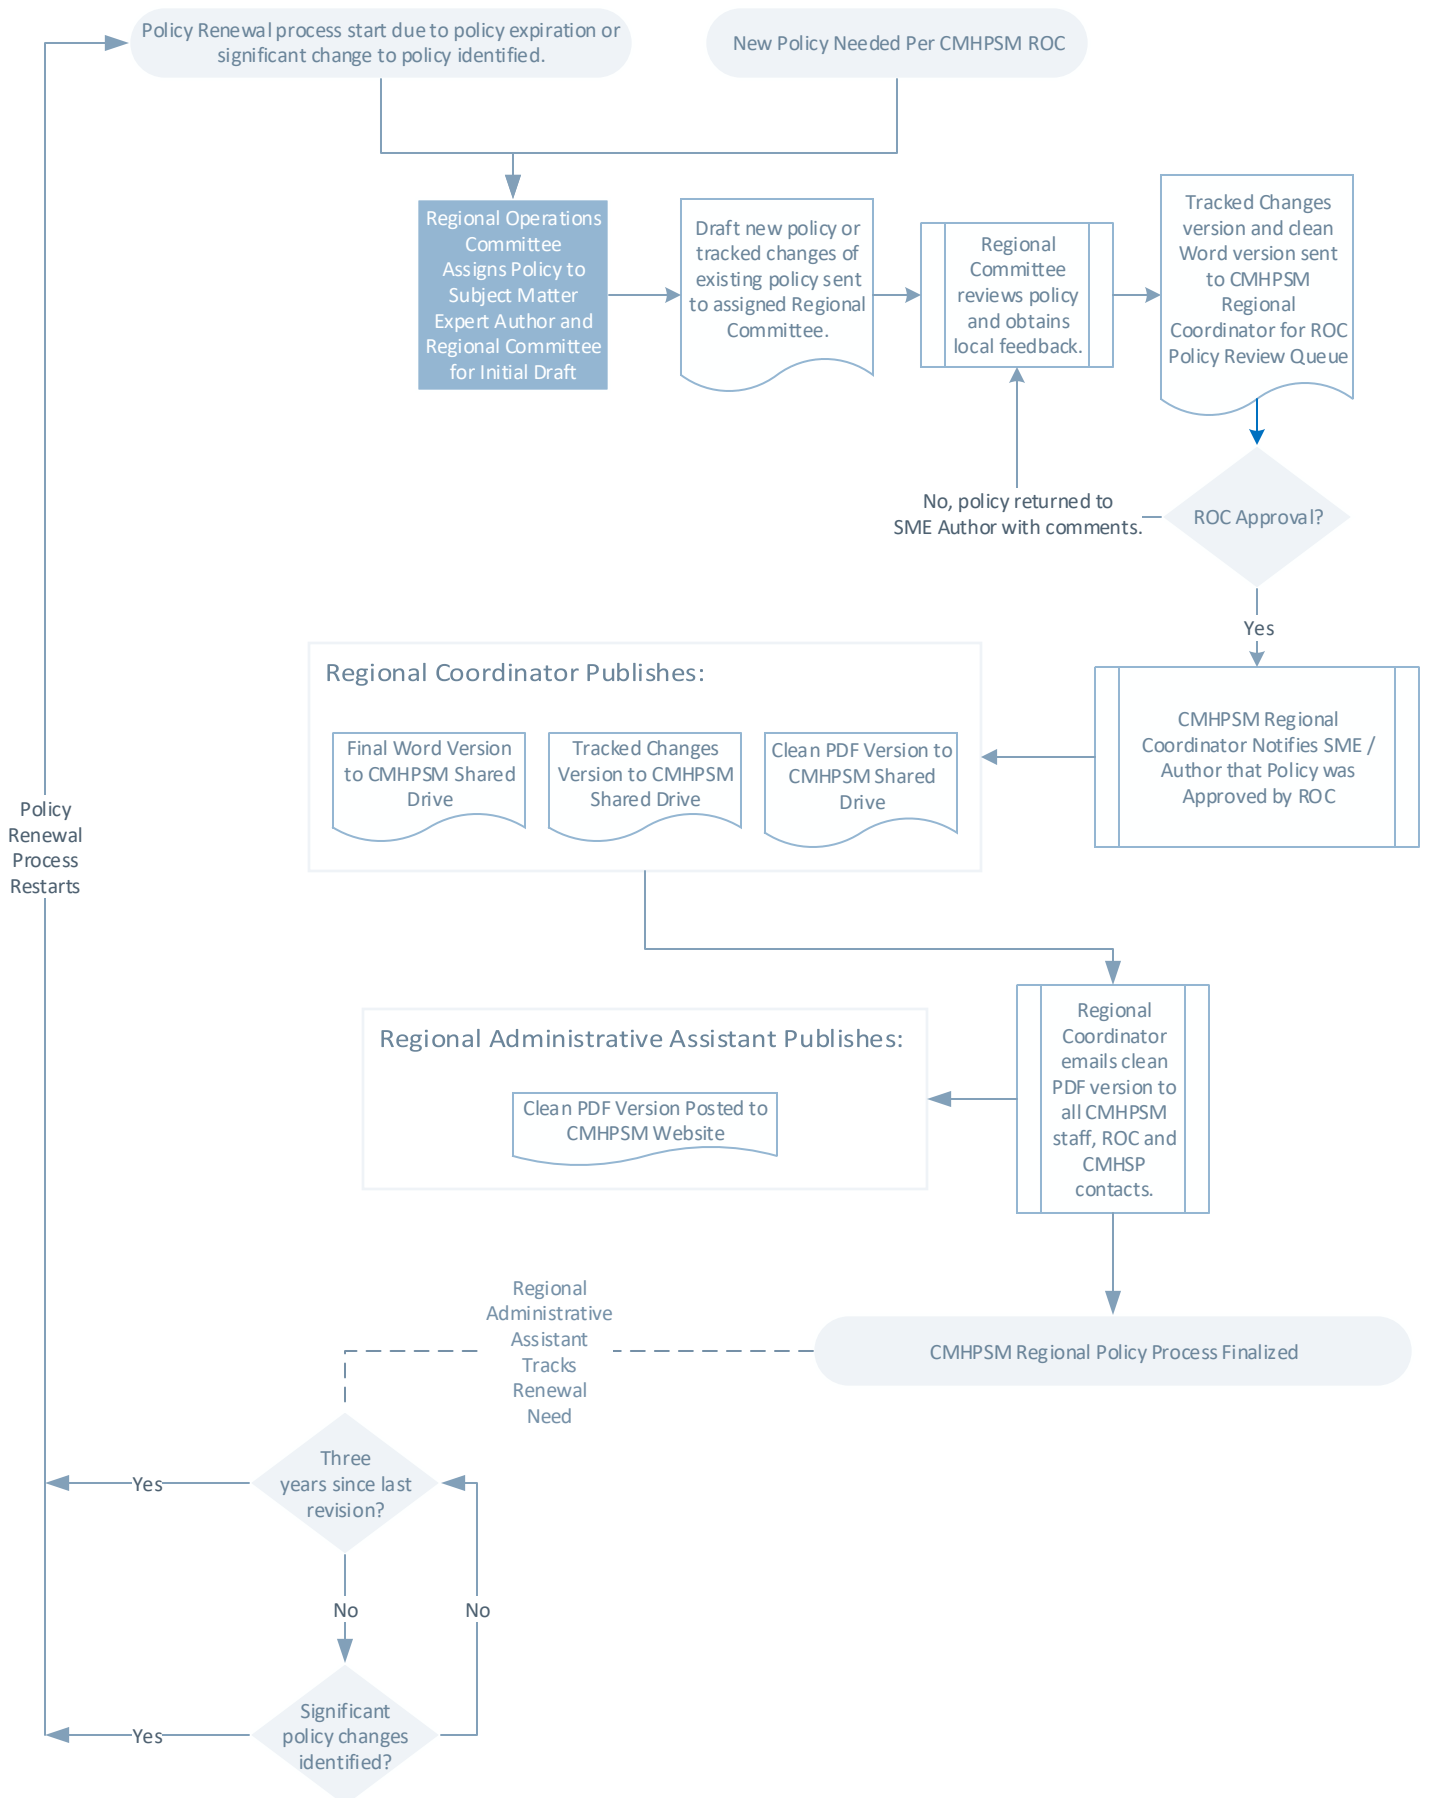 Policy Renewal process start due to policy expiration or
significant change to policy identified.
New Policy Needed Per CMHPSM ROC
Regional Operations
Committee
Assigns Policy to
Subject Matter
Expert Author and
Regional Committee
for Initial Draft
Draft new policy or
tracked changes of
existing policy sent
to assigned Regional
Committee.
Regional
Committee
reviews policy
and obtains
local feedback.
Tracked Changes
version and clean
Word version sent
to CMHPSM
Regional
Coordinator for ROC
Policy Review Queue
No, policy returned to
SME Author with comments.
ROC Approval?
Yes
Regional Coordinator Publishes:
Final Word Version
to CMHPSM Shared
Drive
Tracked Changes
Version to CMHPSM
Shared Drive
Clean PDF Version to
CMHPSM Shared
Drive
CMHPSM Regional
Coordinator Notifies SME /
Author that Policy was
Approved by ROC
Policy
Renewal
Process
Restarts
Regional Administrative Assistant Publishes:
Clean PDF Version Posted to
CMHPSM Website
Regional
Coordinator
emails clean
PDF version to
all CMHPSM
staff, ROC and
CMHSP
contacts.
Regional
Administrative
Assistant
Tracks
Renewal
Need
CMHPSM Regional Policy Process Finalized
Three
years since last
revision?
Yes
No
No
Significant
policy changes
identified?
Yes